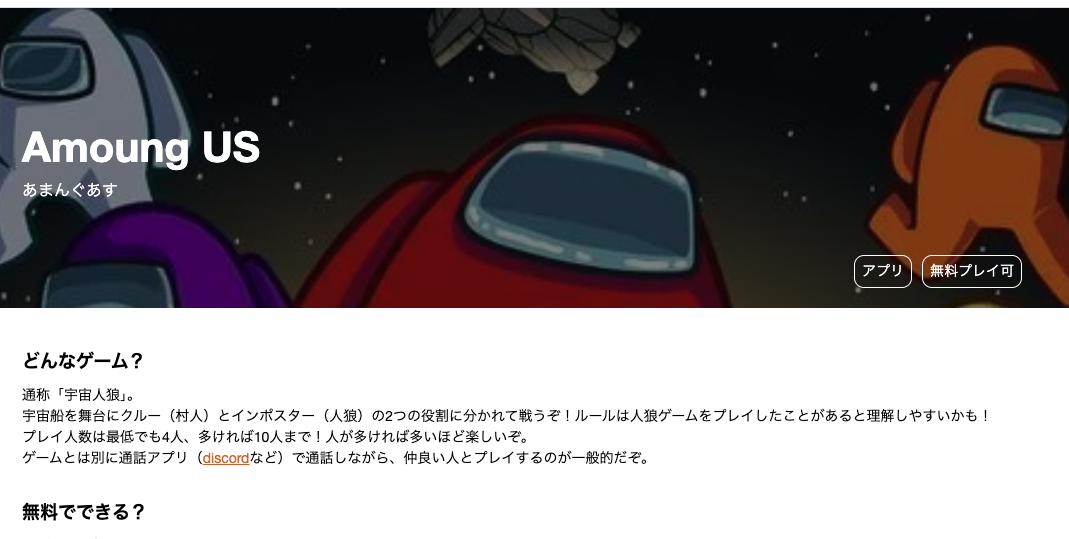 Amoung US
あまんぐあす
アプリ 無料プレイ可
どんなゲーム？
通称「宇宙人狼」。
宇宙船を舞台にクルー（村人）とインポスター（人狼）の2つの役割に分かれて戦うぞ！ルールは人狼ゲームをプレイしたことがあると理解しやすいかも！
プレイ人数は最低でも4人、多ければ10人まで！人が多ければ多いほど楽しいぞ。
ゲームとは別に通話アプリ（discordなど）で通話しながら、仲良い人とプレイするのが一般的だぞ。
無料でできる？